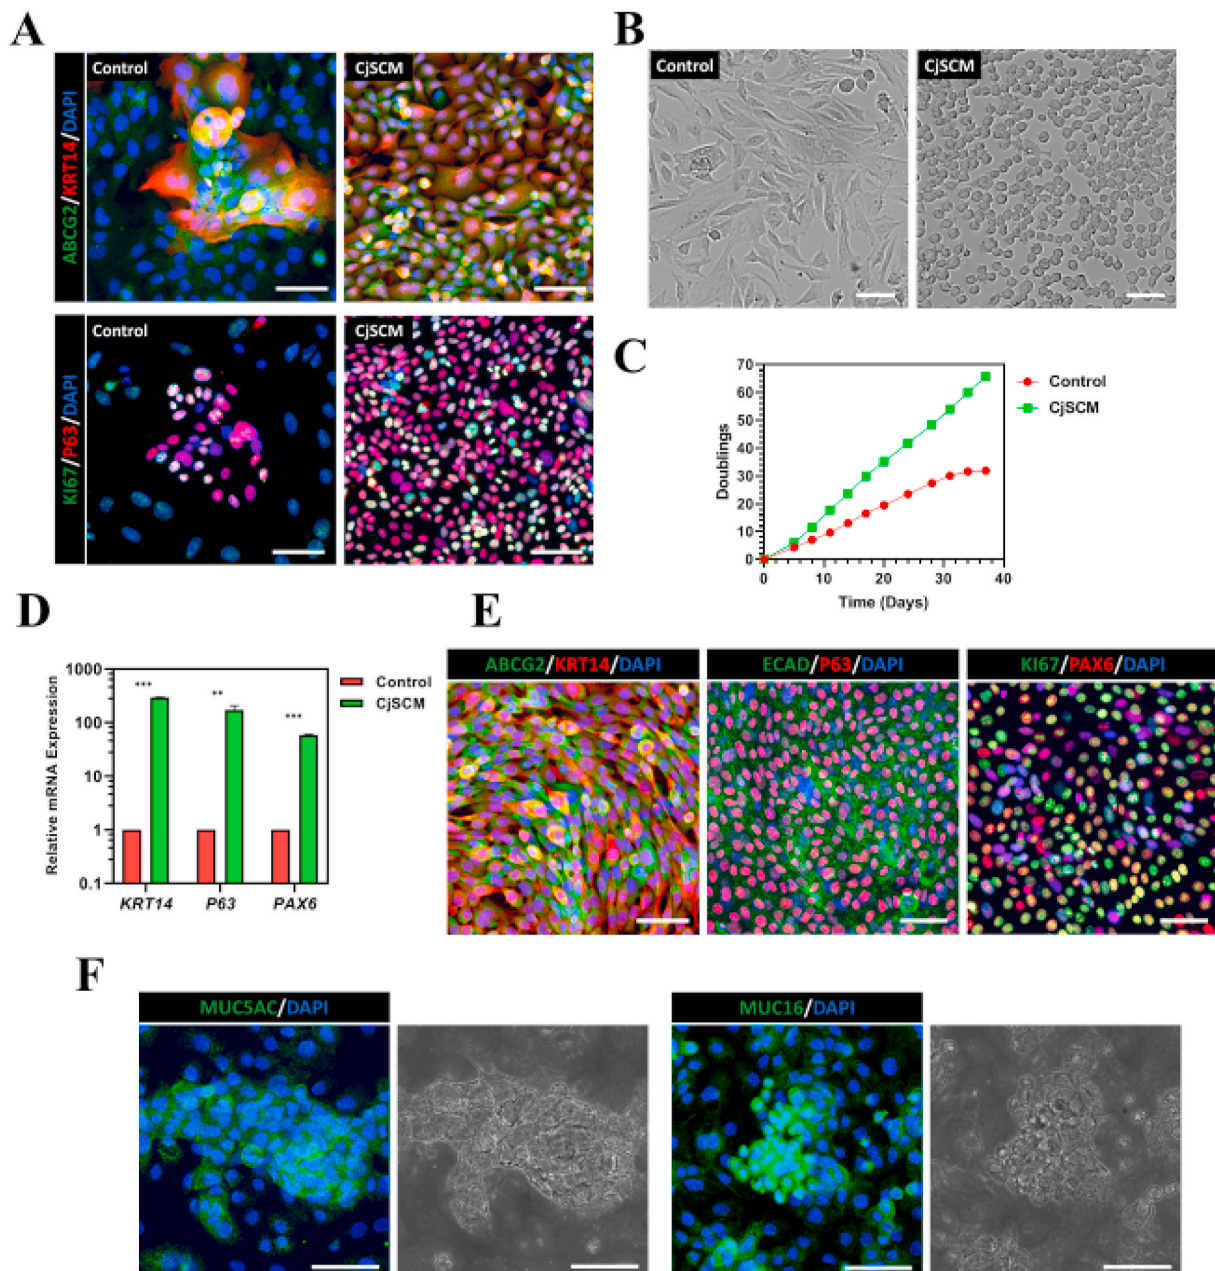 A
B
Control
CjSCM
ABCG2/KRT14/DAPI
Control
CjSCM
KI67/P63/DAPI
Control
CjSCM
C
70
60
50
40
30
20
10
0
Doublings
0
10
20
30
40
Time (Days)
Control
CjSCM
D
1000
100
10
1
0.1
Relative mRNA Expression
***
**
***
KRT14
P63
PAX6
Control
CjSCM
E
ABCG2/KRT14/DAPI
ECAD/P63/DAPI
KI67/PAX6/DAPI
F
MUC5AC/DAPI
MUC16/DAPI